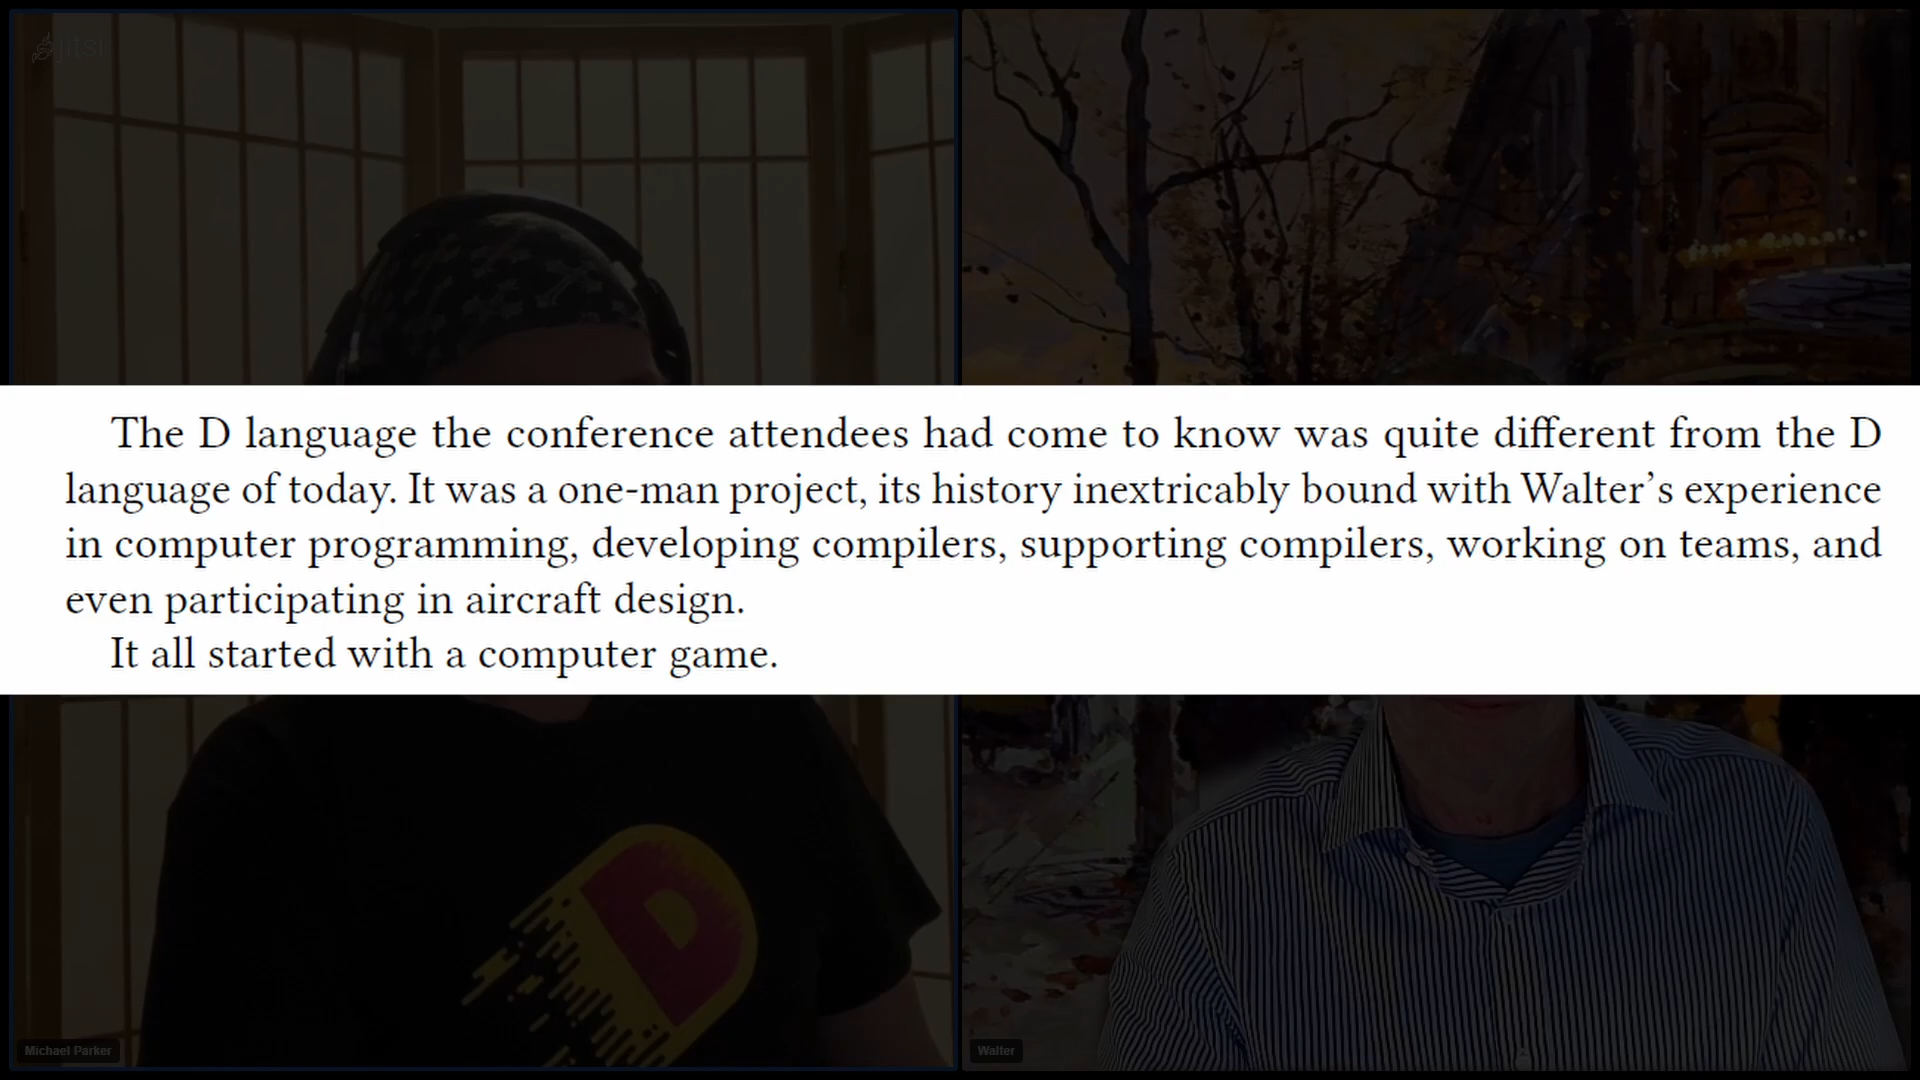 jitsi
The D language the conference attendees had come to know was quite different from the D
language of today. It was a one-man project, its history inextricably bound with Walter’s experience
in computer programming, developing compilers, supporting compilers, working on teams, and
even participating in aircraft design.
It all started with a computer game.
D
Michael Parker
Walter